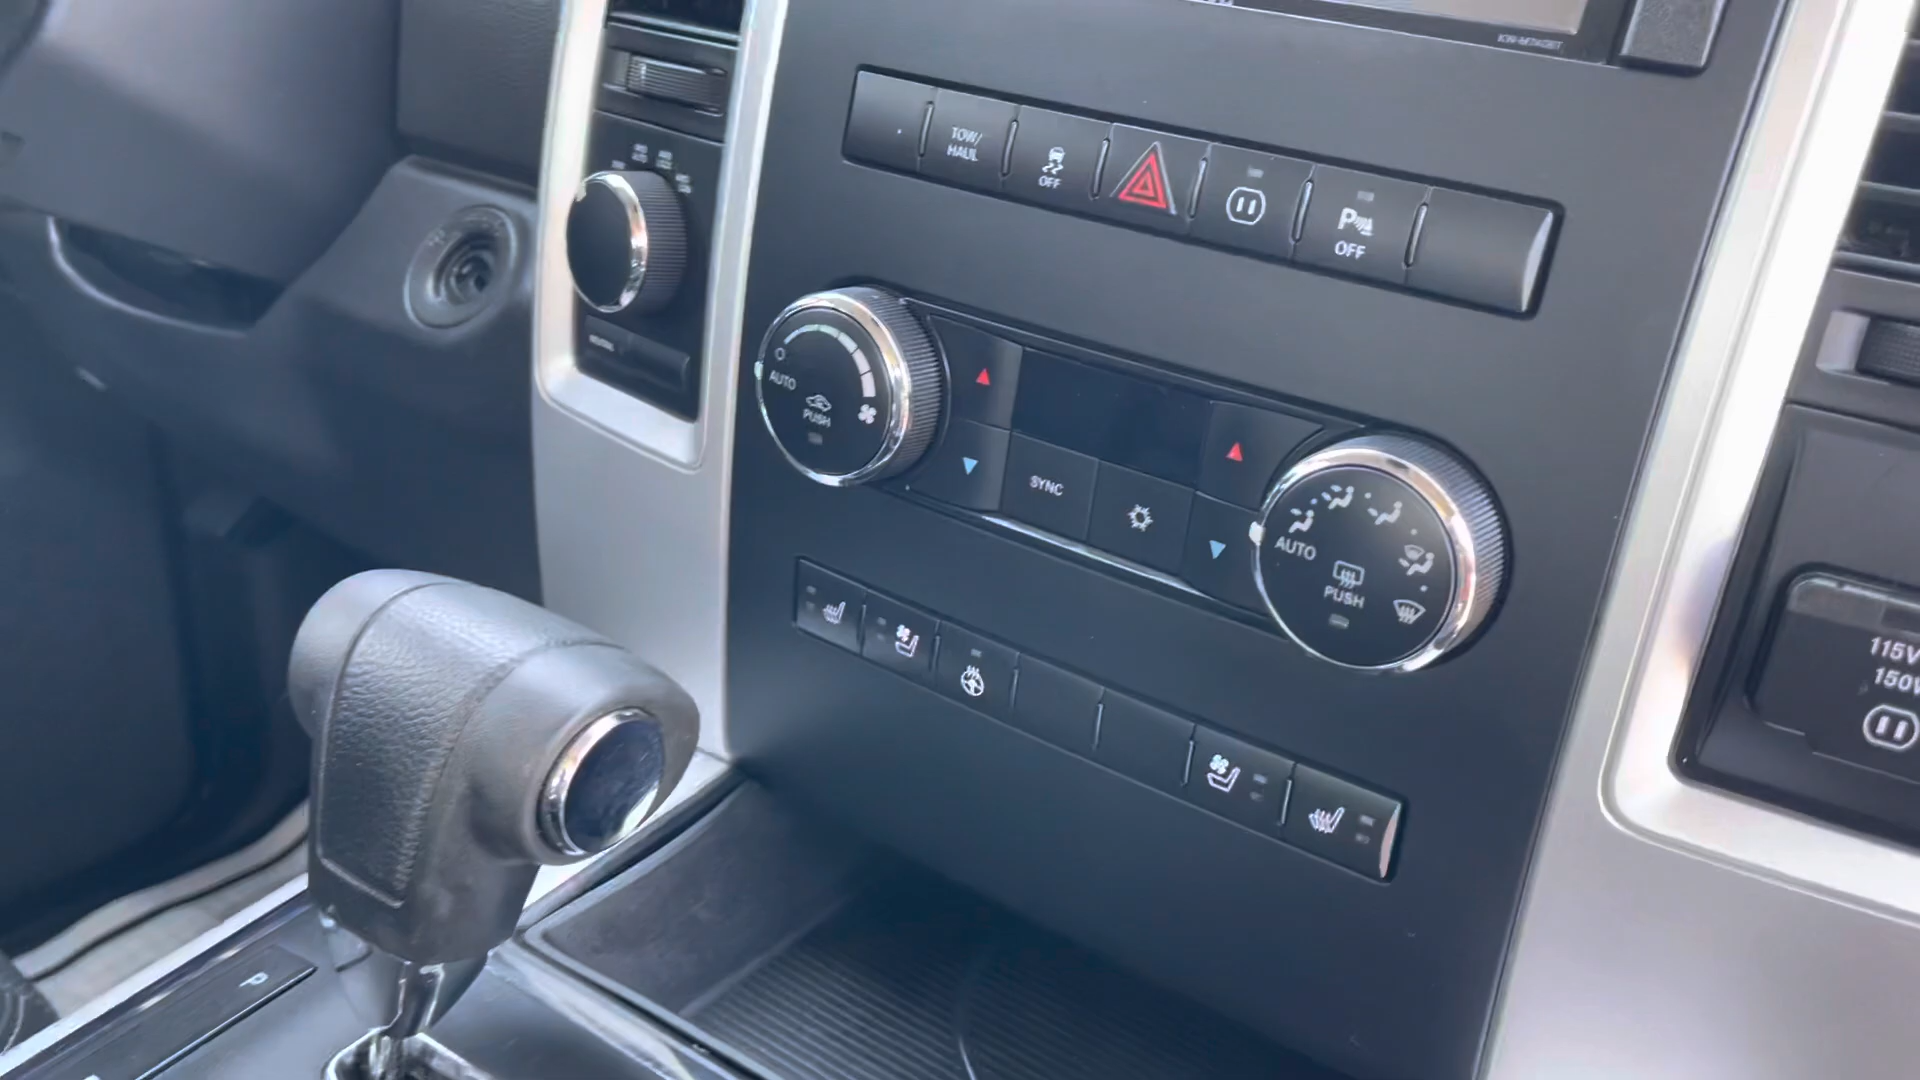 TOW/
HAUL
OFF
P
OFF
AUTO
PUSH
SYNC
AUTO
PUSH
115V
150W
P